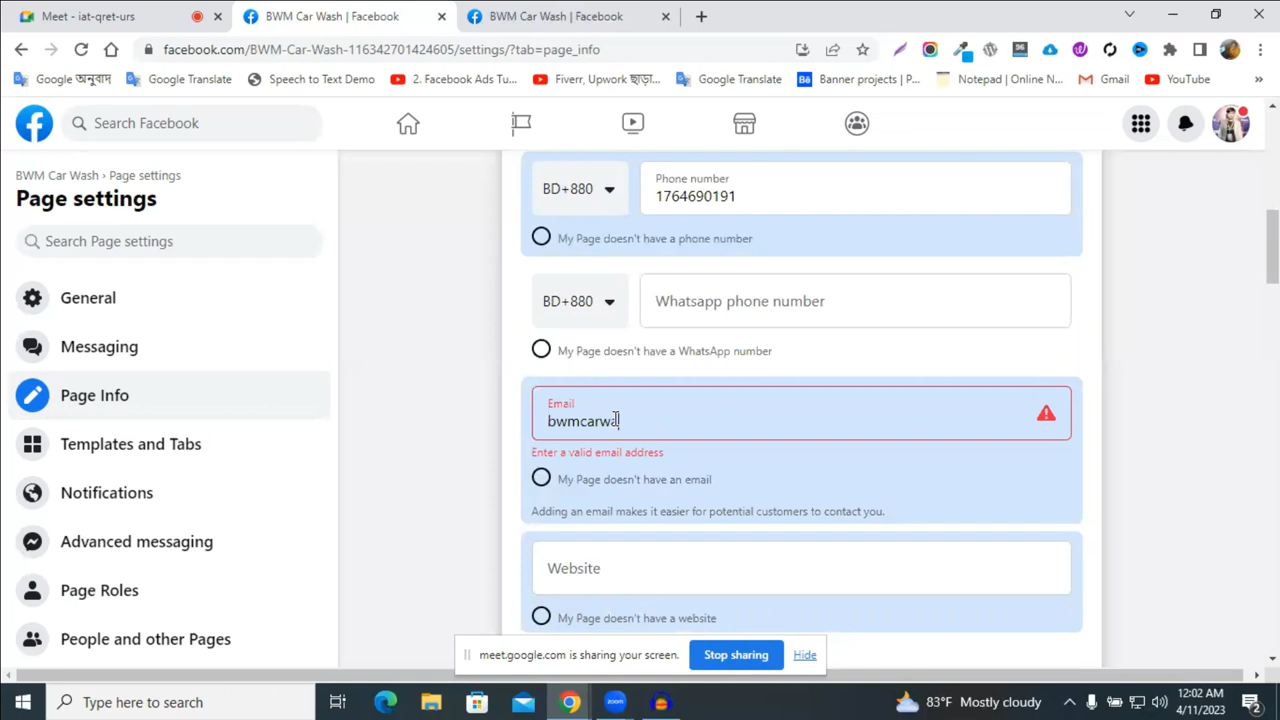 Meet - iat-qret-urs
BWM Car Wash | Facebook
BWM Car Wash | Facebook
facebook.com/BWM-Car-Wash-116342701424605/settings/?tab=page_info
96
Google অনুবাদ
Google Translate
Speech to Text Demo
2. Facebook Ads Tu...
Fiverr, Upwork ছাড়া...
Google Translate
Bē Banner projects | P...
Notepad | Online N...
Gmail
YouTube
Search Facebook
BWM Car Wash › Page settings
Page settings
Search Page settings
General
Messaging
Page Info
Templates and Tabs
Notifications
Advanced messaging
Page Roles
People and other Pages
BD+880
Phone number
1764690191
My Page doesn't have a phone number
BD+880
Whatsapp phone number
My Page doesn't have a WhatsApp number
Email
bwmcarwa
Enter a valid email address
My Page doesn't have an email
Adding an email makes it easier for potential customers to contact you.
Website
My Page doesn't have a website
meet.google.com is sharing your screen.
Stop sharing
Hide
Type here to search
zoom
83°F Mostly cloudy
12:02 AM
4/11/2023
2